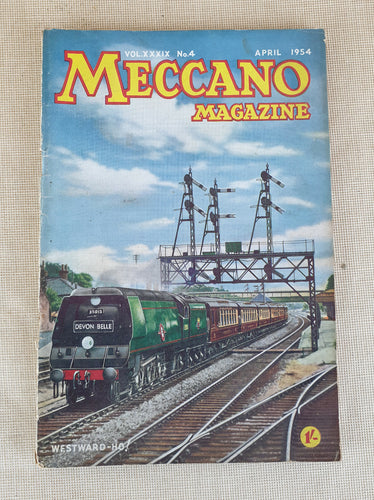 VOL. XXXIX No. 4 APRIL 1954
MECCANO
MAGAZINE
DEVON BELLE
WESTWARD-HO!
1/-